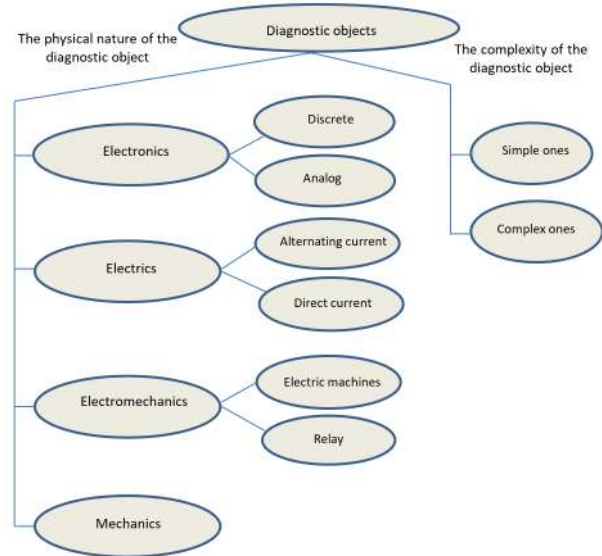 Diagnostic objects
The physical nature of the
diagnostic object
The complexity of the
diagnostic object
Electronics
Discrete
Analog
Electrics
Alternating current
Direct current
Electromechanics
Electric machines
Relay
Mechanics
Simple ones
Complex ones